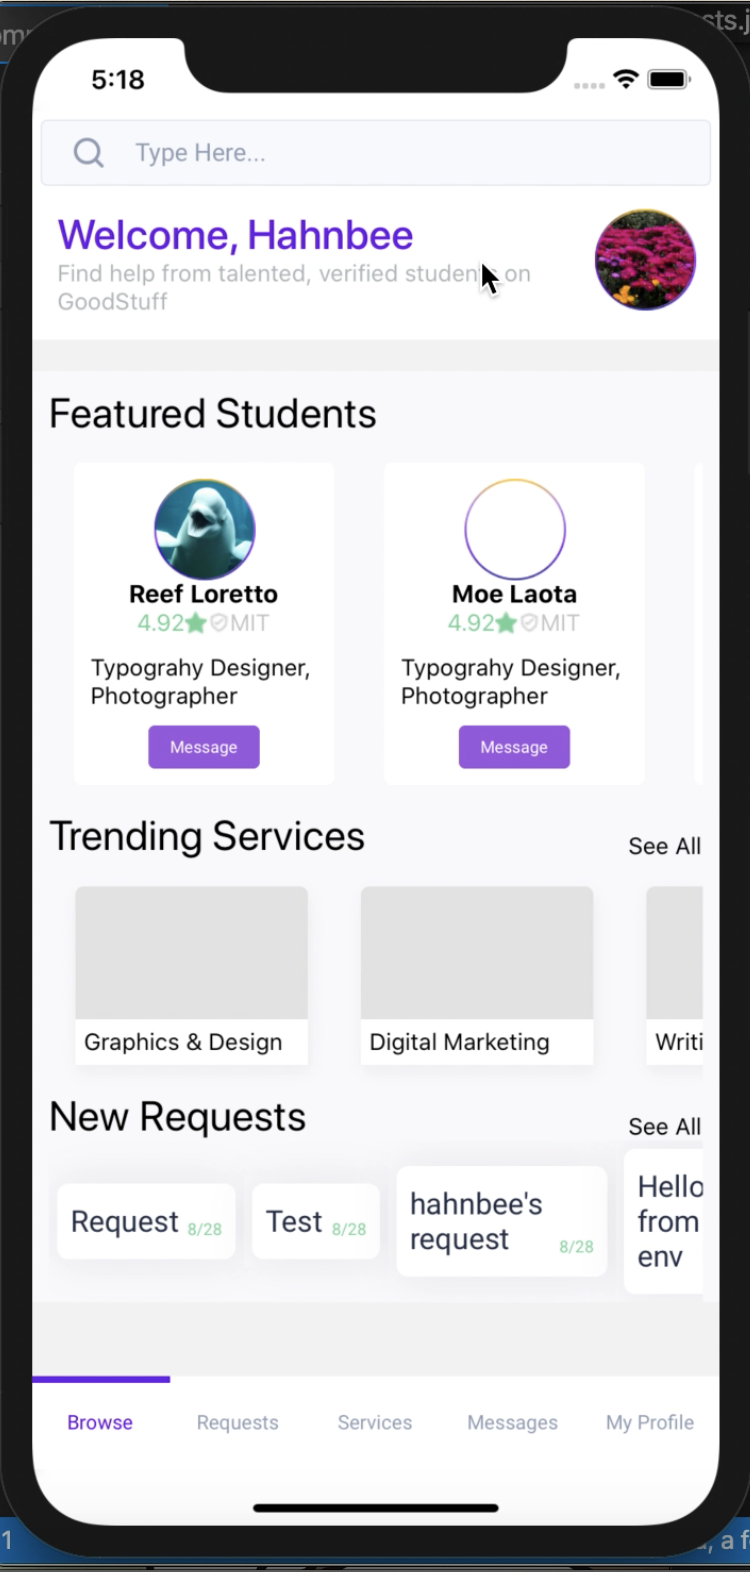 sts.j
om
5:18
Type Here...
Welcome, Hahnbee
Find help from talented, verified students on
GoodStuff
Featured Students
Reef Loretto
4.92 MIT
Typograhy Designer,
Photographer
Message
Moe Laota
4.92 MIT
Typograhy Designer,
Photographer
Message
Trending Services
See All
Graphics & Design
Digital Marketing
Writi
New Requests
See All
Request 8/28
Test 8/28
hahnbee's
request 8/28
Hello
from
env
Browse
Requests
Services
Messages
My Profile
1
, a f